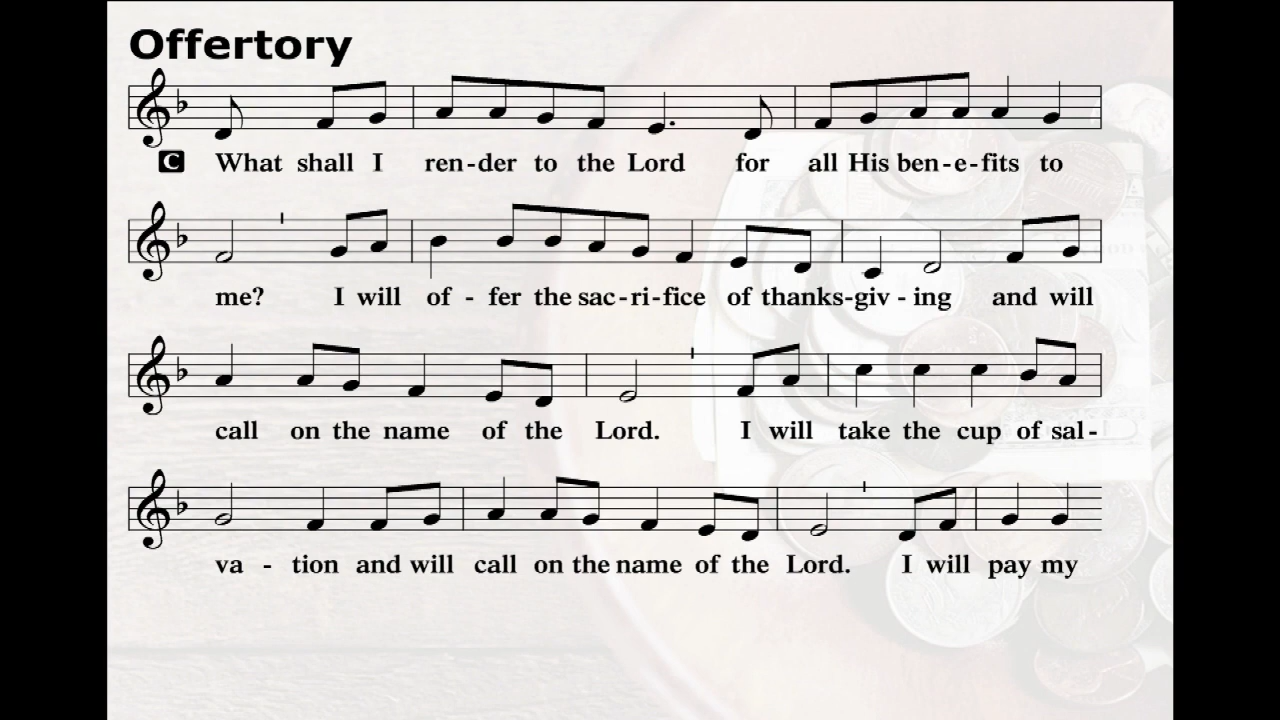 Offertory
C What shall I ren-der to the Lord for all His ben-e-fits to
me? I will of - fer the sac-ri-fice of thanks-giv - ing and will
call on the name of the Lord. I will take the cup of sal-
va - tion and will call on the name of the Lord. I will pay my